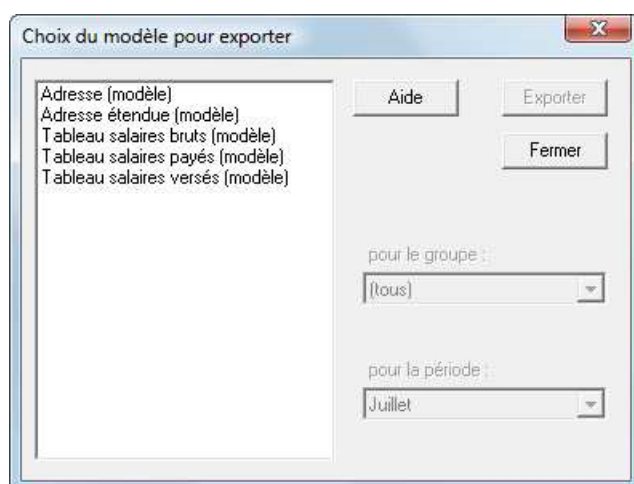 Choix du modèle pour exporter
Adresse (modèle)
Adresse étendue (modèle)
Tableau salaires bruts (modèle)
Tableau salaires payés (modèle)
Tableau salaires versés (modèle)
Aide
Exporter
Fermer
pour le groupe :
(tous)
pour la période :
Juillet